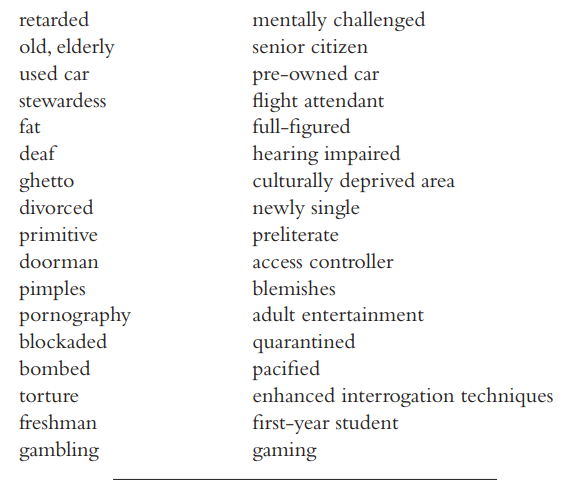 retarded mentally challenged
old, elderly senior citizen
used car pre-owned car
stewardess flight attendant
fat full-figured
deaf hearing impaired
ghetto culturally deprived area
divorced newly single
primitive preliterate
doorman access controller
pimples blemishes
pornography adult entertainment
blockaded quarantined
bombed pacified
torture enhanced interrogation techniques
freshman first-year student
gambling gaming